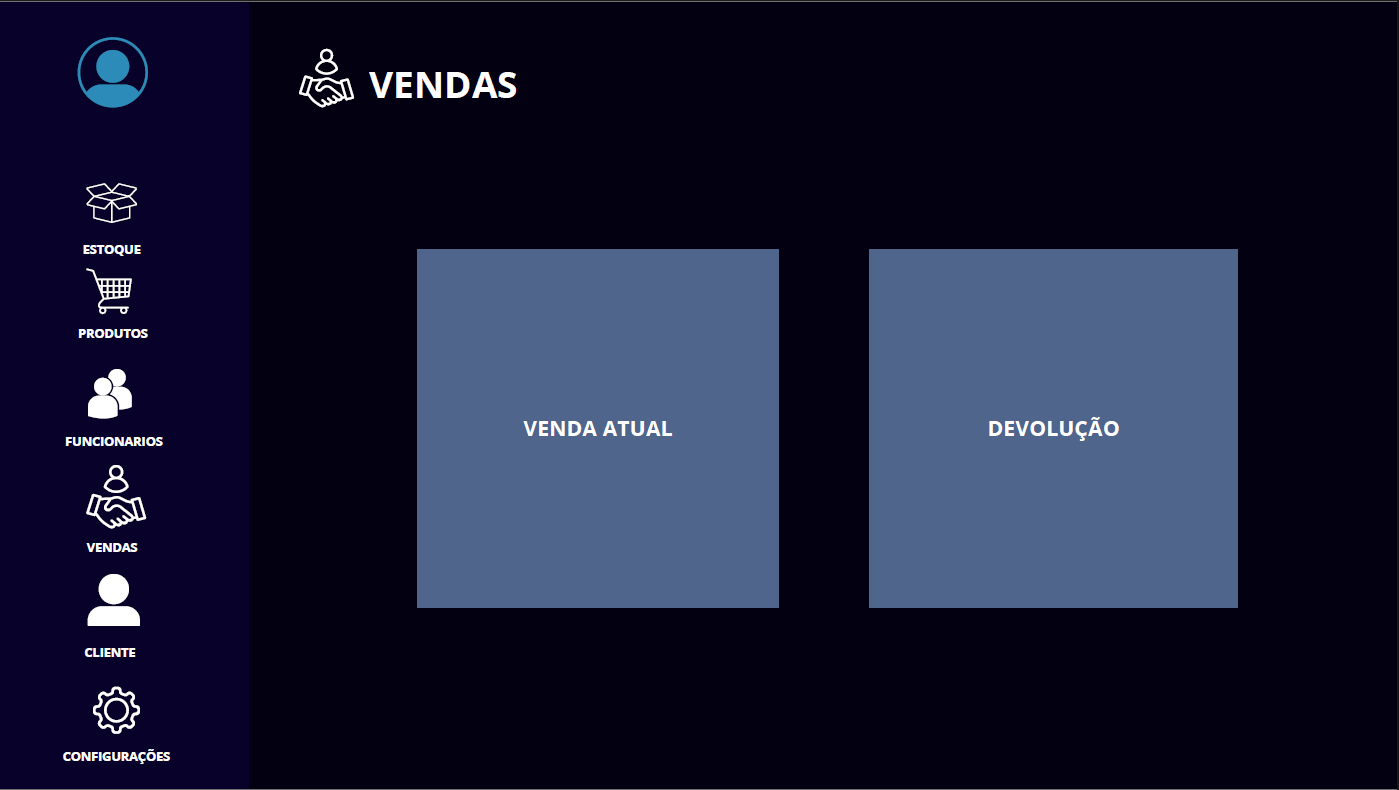 VENDAS
ESTOQUE
PRODUTOS
FUNCIONARIOS
VENDAS
CLIENTE
CONFIGURAÇÕES
VENDA ATUAL
DEVOLUÇÃO